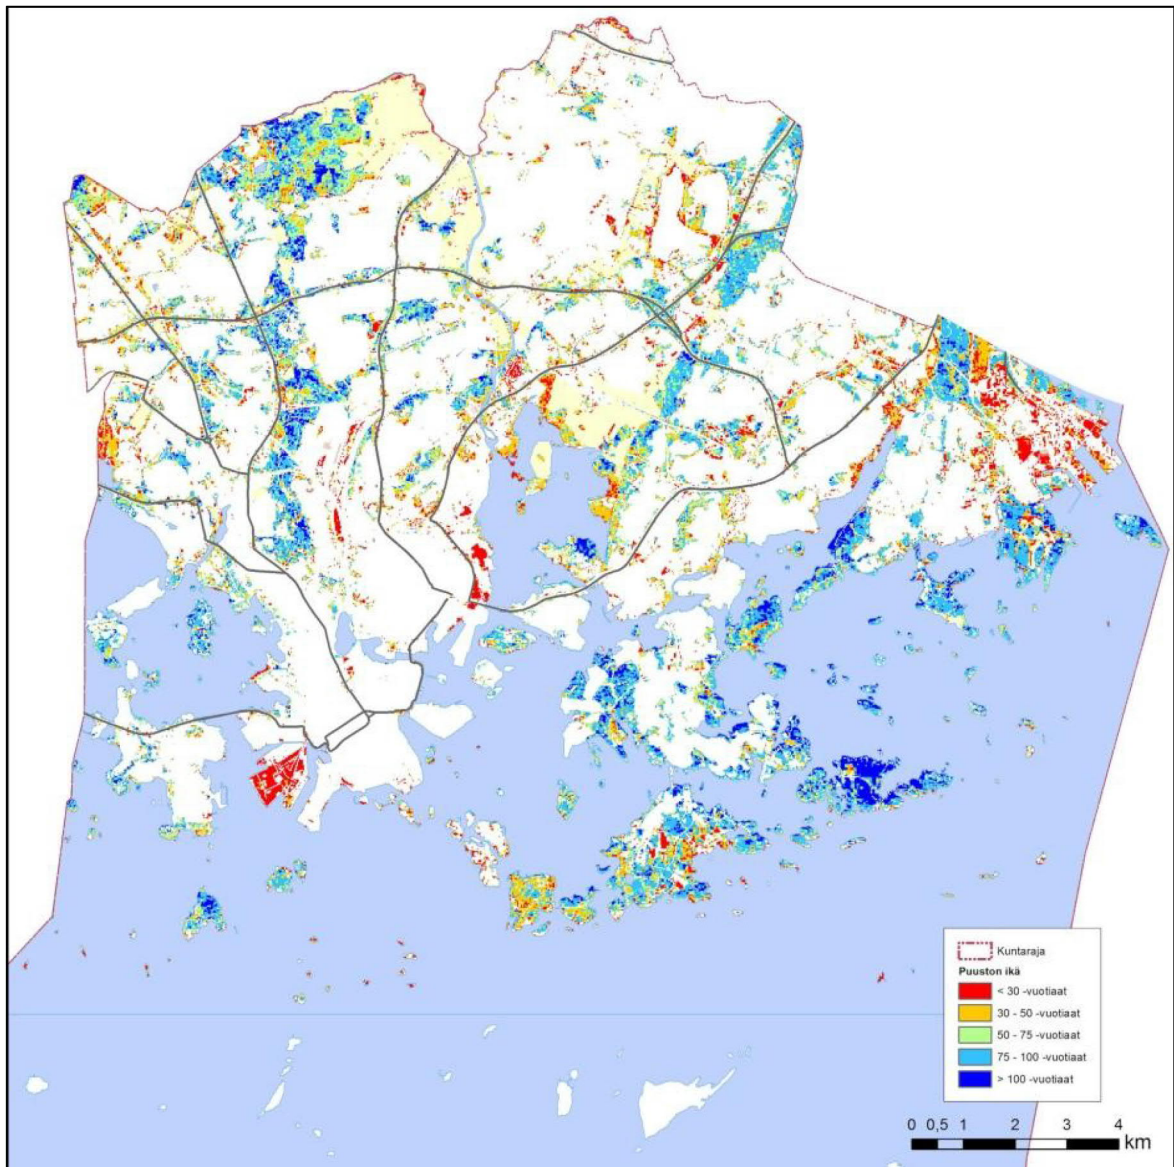 Kuntaraja
Puuston ikä
< 30 -vuotiaat
30 - 50 -vuotiaat
50 - 75 -vuotiaat
75 - 100 -vuotiaat
> 100 -vuotiaat
0 0,5 1 2 3 4
km